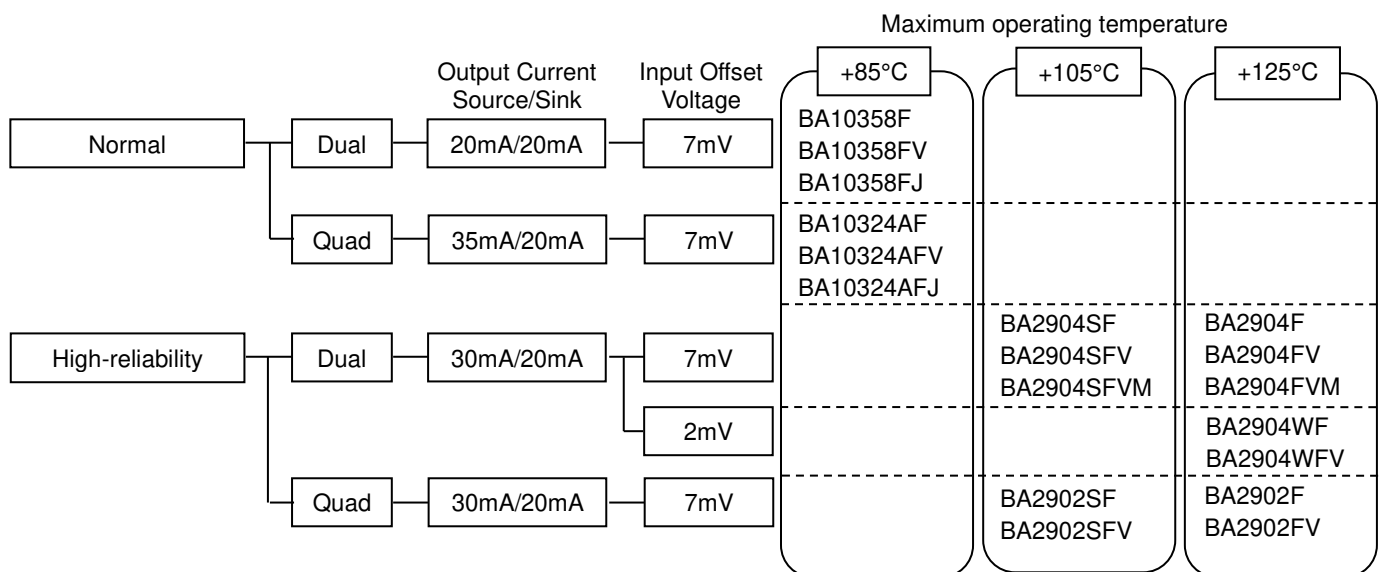 Maximum operating temperature
Output Current
Source/Sink
Input Offset
Voltage
+85°C
+105°C
+125°C
Normal
Dual
20mA/20mA
7mV
BA10358F
BA10358FV
BA10358FJ
Quad
35mA/20mA
7mV
BA10324AF
BA10324AFV
BA10324AFJ
High-reliability
Dual
30mA/20mA
7mV
BA2904SF
BA2904SFV
BA2904SFVM
BA2904F
BA2904FV
BA2904FVM
2mV
BA2904WF
BA2904WFV
Quad
30mA/20mA
7mV
BA2902SF
BA2902SFV
BA2902F
BA2902FV